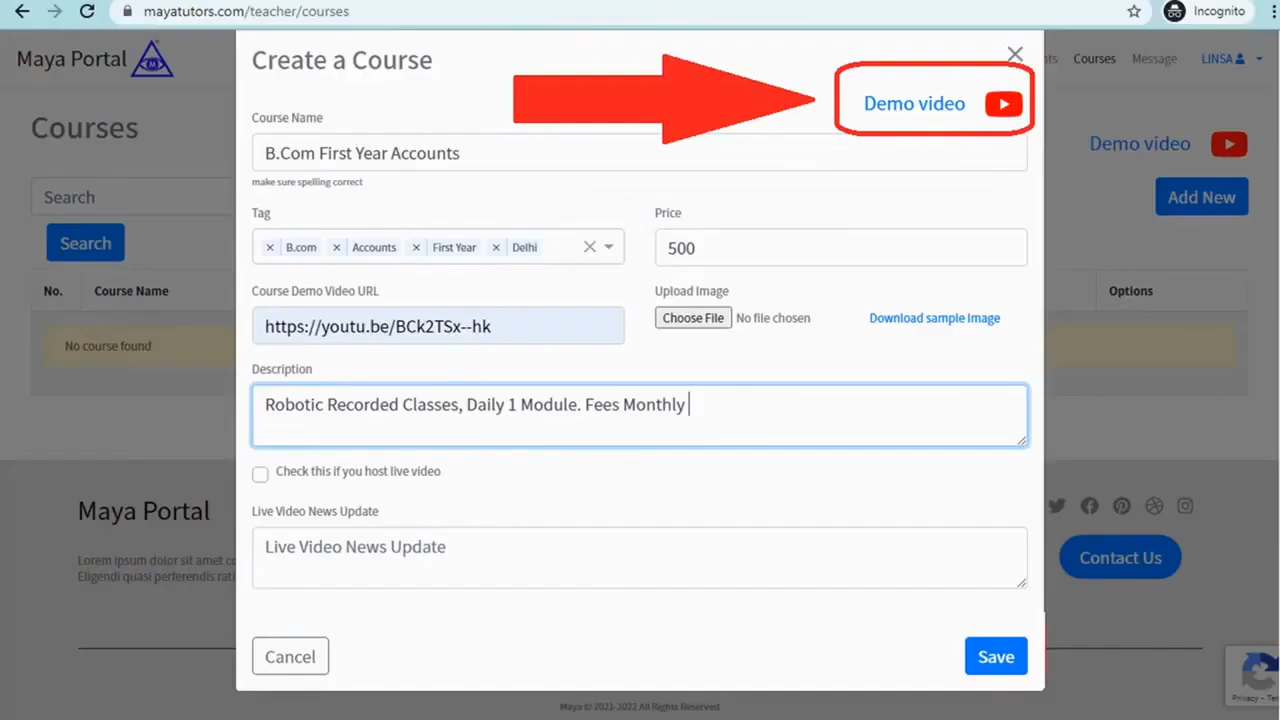 mayatutors.com/teacher/courses
Incognito
Maya Portal
Courses
Message
LINSA
Create a Course
Demo video
Courses
Course Name
B.Com First Year Accounts
make sure spelling correct
Demo video
Search
Add New
Search
Tag
Price
× B.com × Accounts × First Year × Delhi
500
No.
Course Name
Options
Course Demo Video URL
Upload Image
https://youtu.be/BCk2TSx--hk
Choose File No file chosen
Download sample Image
No course found
Description
Robotic Recorded Classes, Daily 1 Module. Fees Monthly
Check this if you host live video
Live Video News Update
Live Video News Update
Maya Portal
Lorem ipsum dolor sit amet
Eligendi quasi perferendis
Contact Us
Cancel
Save
Maya © 2021-2022 All Rights Reserved